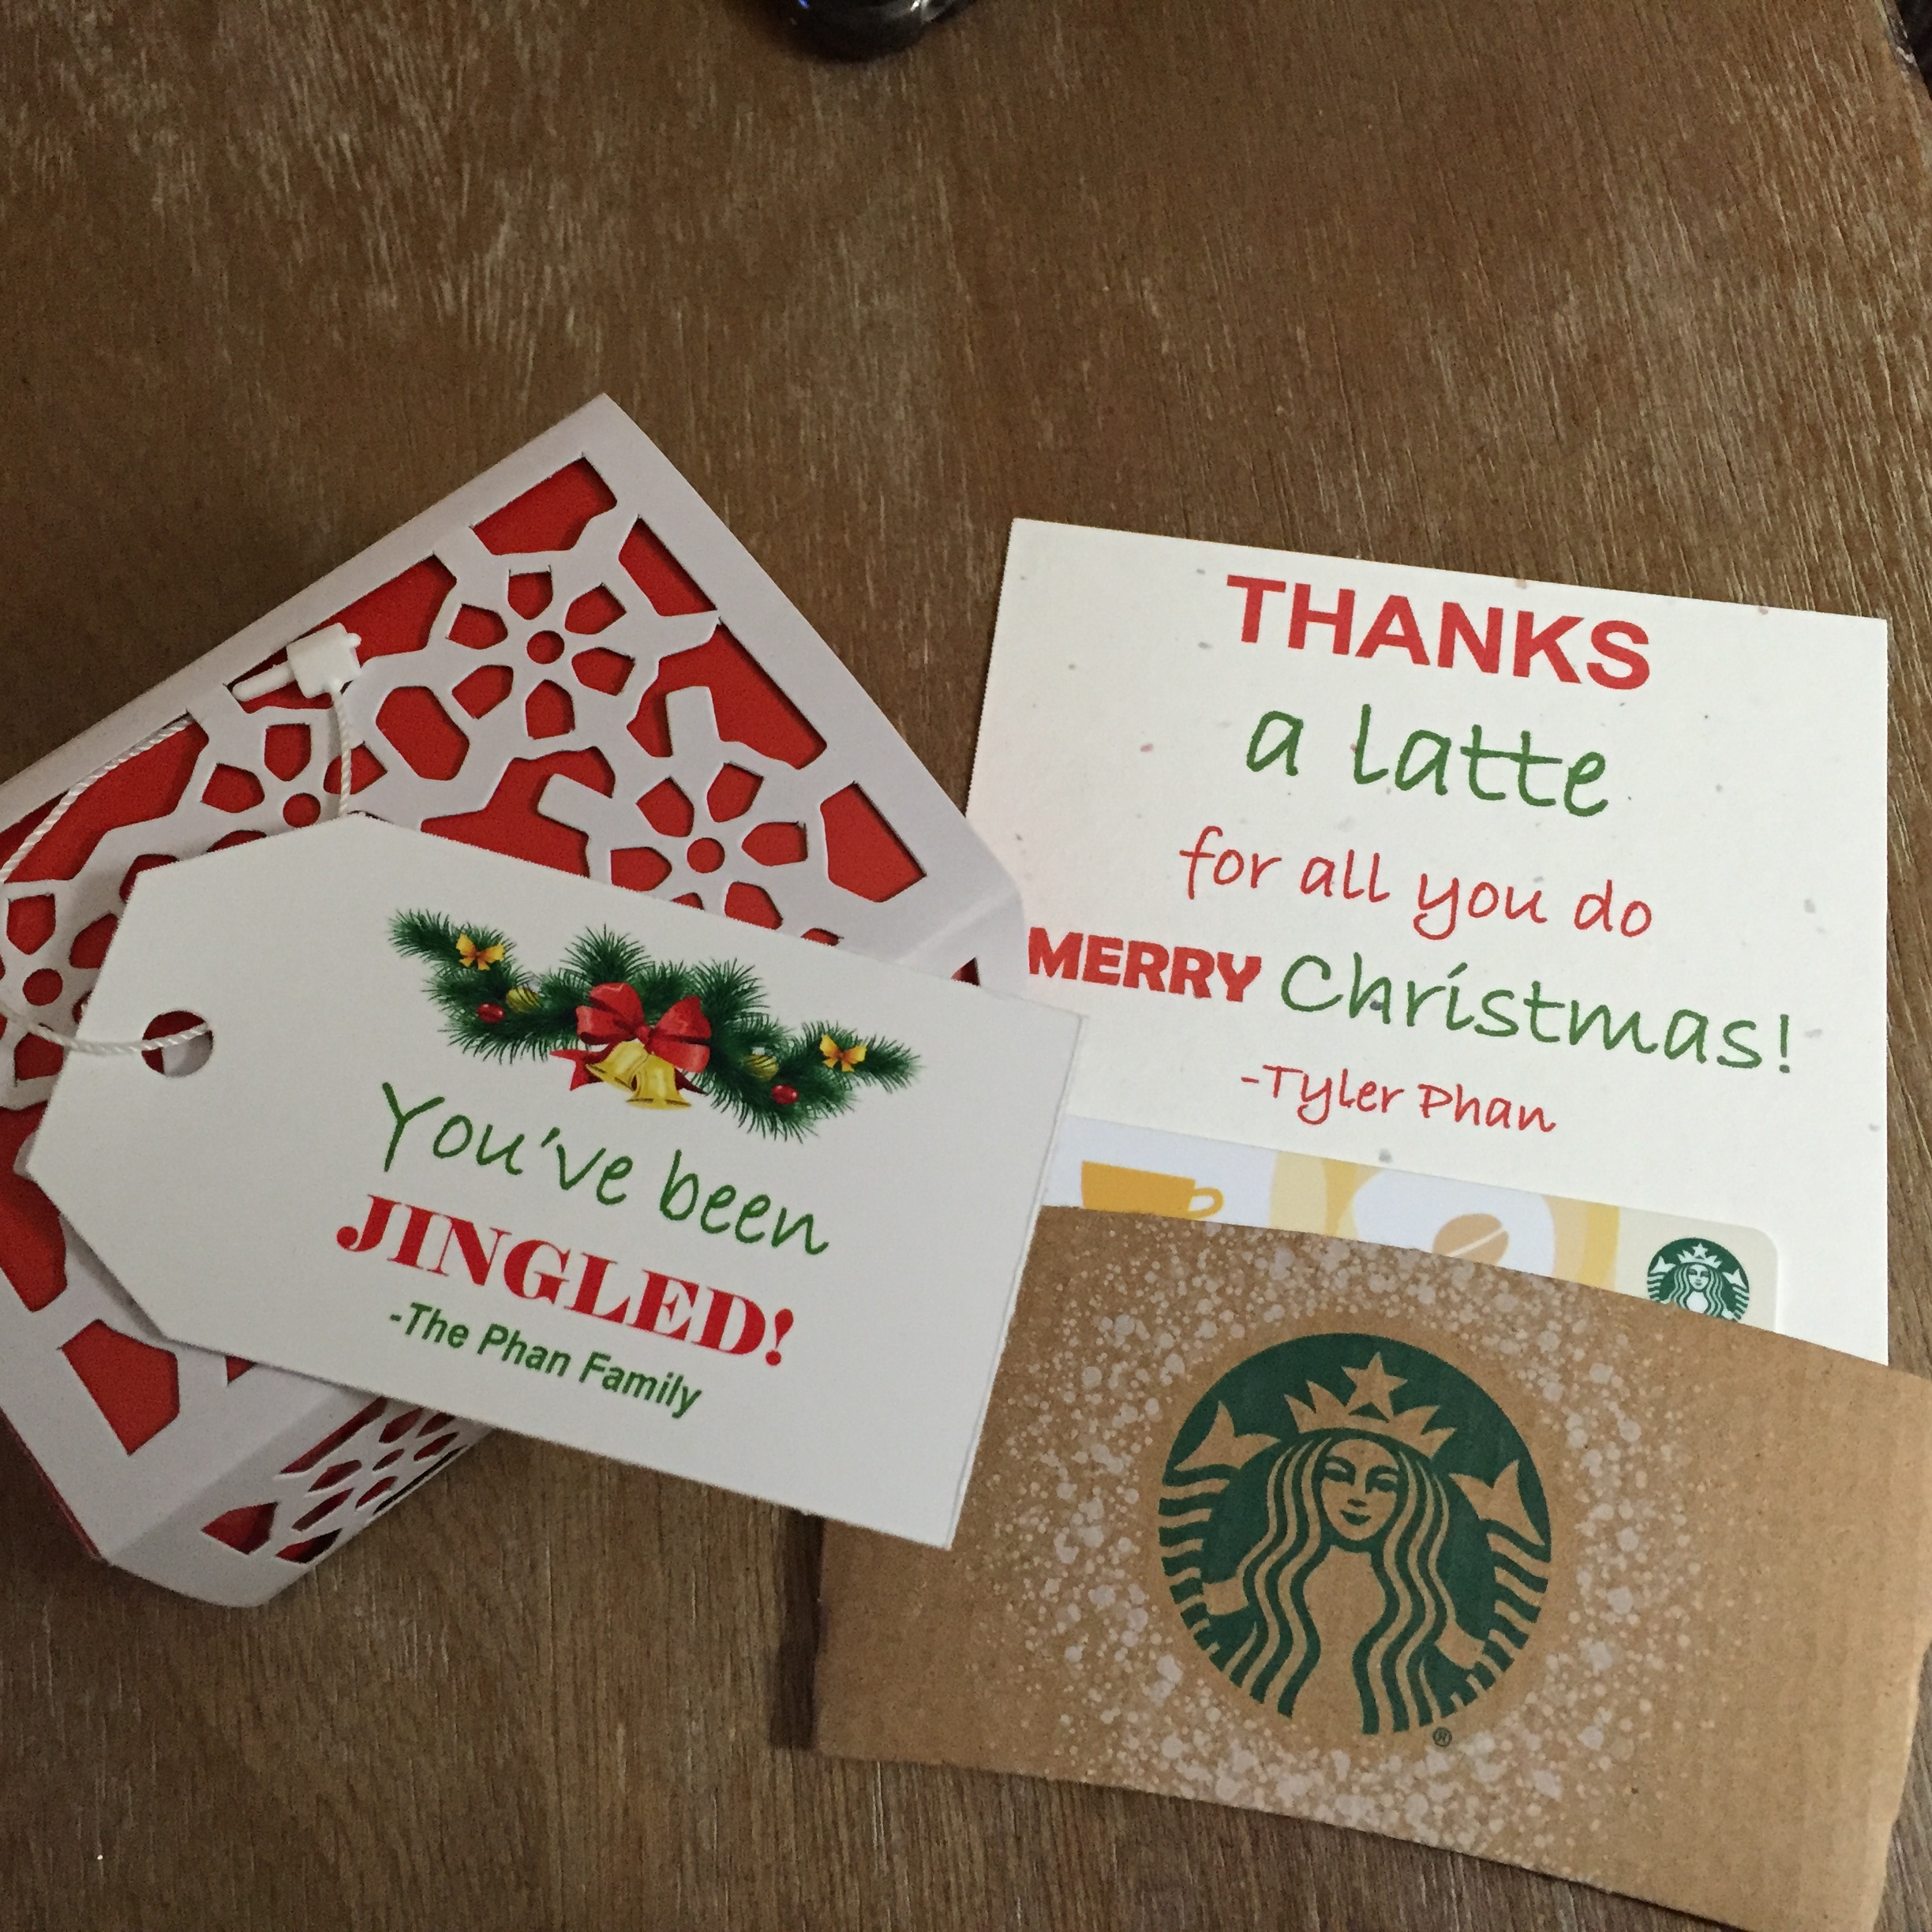 You've been
JINGLED!
-The Phan Family
THANKS
a latte
for all you do
MERRY Christmas!
-Tyler Phan
®